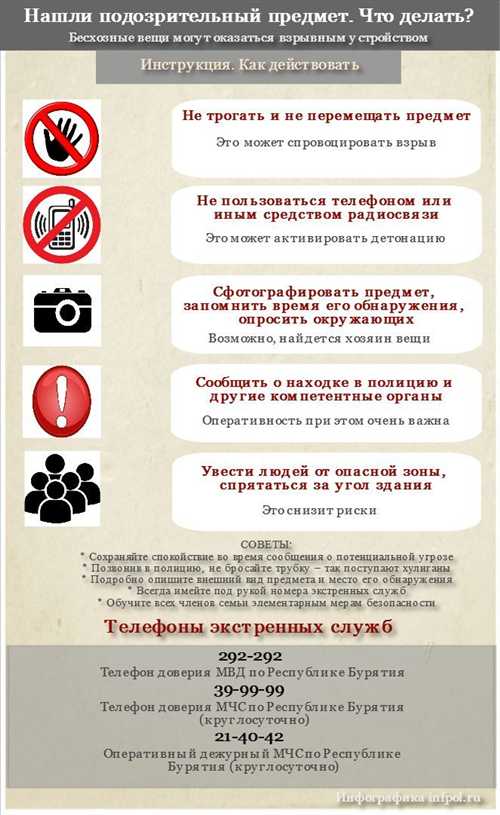 Нашли подозрительный предмет. Что делать?
Бесхозные вещи могут оказаться взрывным устройством
Инструкция. Как действовать
Не трогать и не перемещать предмет
Это может спровоцировать взрыв
Не пользоваться телефоном или
иным средством радиосвязи
Это может активировать детонацию
Сфотографировать предмет,
запомнить время его обнаружения,
опросить окружающих
Возможно, найдется хозяин вещи
Сообщить о находке в полицию и
другие компетентные органы
Оперативность при этом очень важна
Увести людей от опасной зоны,
спрятаться за угол здания
Это снизит риски
СОВЕТЫ:
* Сохраняйте спокойствие во время сообщения о потенциальной угрозе
* Позвонив в полицию, не бросайте трубку – так поступают хулиганы
* Подробно опишите внешний вид предмета и место его обнаружения
* Всегда имейте под рукой номера экстренных служб
* Обучите всех членов семьи элементарным мерам безопасности
Телефоны экстренных служб
292-292
Телефон доверия МВД по Республике Бурятия
39-99-99
Телефон доверия МЧС по Республике Бурятия
(круглосуточно)
21-40-42
Оперативный дежурный МЧС по Республике
Бурятия (круглосуточно)
Инфографика infpol.ru